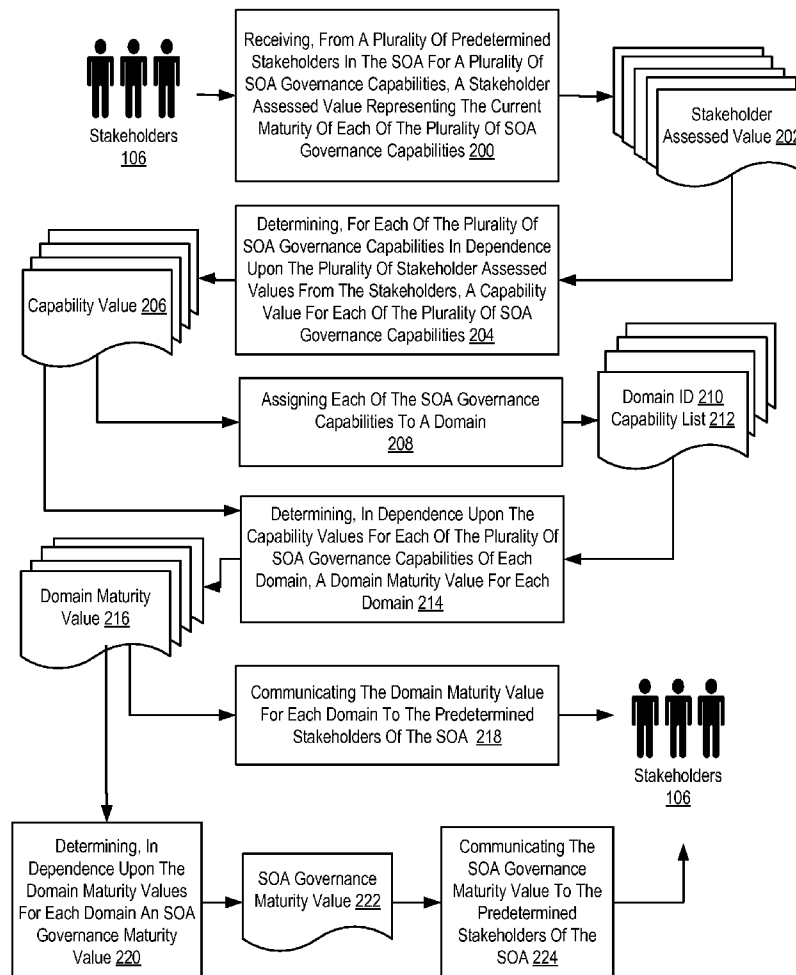 Receiving, From A Plurality Of Predetermined
Stakeholders In The SOA For A Plurality Of
SOA Governance Capabilities, A Stakeholder
Assessed Value Representing The Current
Maturity Of Each Of The Plurality Of SOA
Governance Capabilities 200
Stakeholders
106
Stakeholder
Assessed Value 202
Determining, For Each Of The Plurality Of
SOA Governance Capabilities In Dependence
Upon The Plurality Of Stakeholder Assessed
Values From The Stakeholders, A Capability
Value For Each Of The Plurality Of SOA
Governance Capabilities 204
Capability Value 206
Assigning Each Of The SOA Governance
Capabilities To A Domain
208
Domain ID 210
Capability List 212
Determining, In Dependence Upon The
Capability Values For Each Of The Plurality Of
SOA Governance Capabilities Of Each
Domain, A Domain Maturity Value For Each
Domain 214
Domain Maturity
Value 216
Communicating The Domain Maturity Value
For Each Domain To The Predetermined
Stakeholders Of The SOA 218
Stakeholders
106
Determining, In
Dependence Upon The
Domain Maturity Values
For Each Domain An SOA
Governance Maturity
Value 220
SOA Governance
Maturity Value 222
Communicating The
SOA Governance
Maturity Value To The
Predetermined
Stakeholders Of The
SOA 224